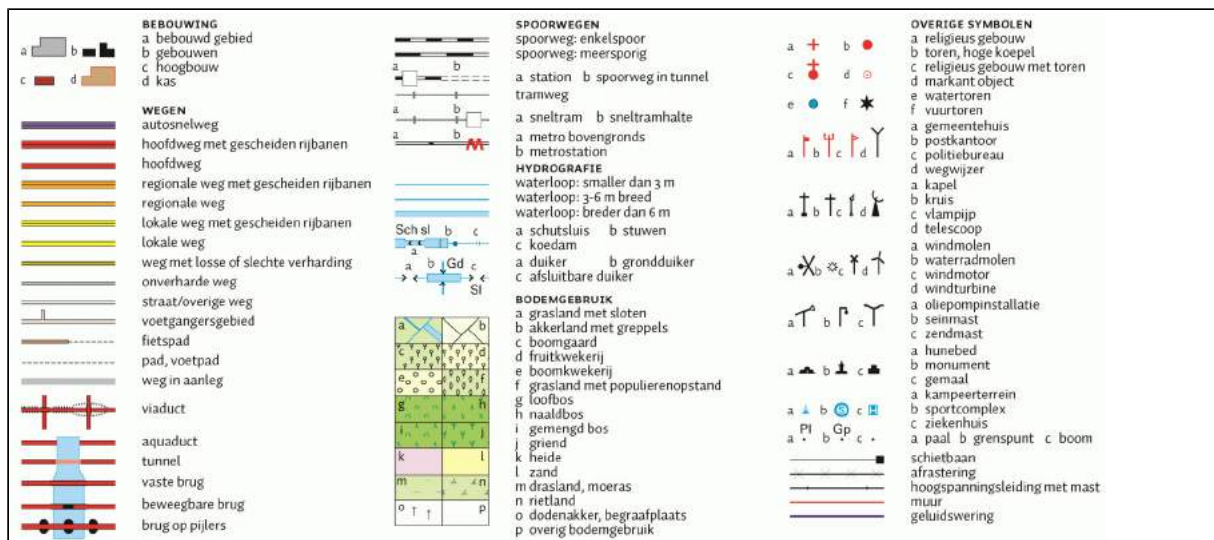 BEBOUWING
a bebouwd gebied
b gebouwen
c hoogbouw
d kas
a b
c d
WEGEN
autosnelweg
hoofdweg met gescheiden rijbanen
hoofdweg
regionale weg met gescheiden rijbanen
regionale weg
lokale weg met gescheiden rijbanen
lokale weg
weg met losse of slechte verharding
onverharde weg
straat/overige weg
voetgangersgebied
fietspad
pad, voetpad
weg in aanleg
viaduct
aquaduct
tunnel
vaste brug
beweegbare brug
brug op pijlers
SPOORWEGEN
spoorweg: enkelspoor
spoorweg: meersporig
a b
a station b spoorweg in tunnel
tramweg
a b
a sneltram b sneltramhalte
a b
a metro bovengronds
b metrostation
HYDROGRAFIE
waterloop: smaller dan 3 m
waterloop: 3-6 m breed
waterloop: breder dan 6 m
Sch sl b c
a
a schutsluis b stuwen
c koedam
a b Gd c
Sl
a duiker b grondduiker
c afsluitbare duiker
BODEMGEBRUIK
a grasland met sloten
b akkerland met greppels
c boomgaard
d fruitkwekerij
e boomkwekerij
f grasland met populierenopstand
g loofbos
h naaldbos
i gemengd bos
j griend
k heide
l zand
m drasland, moeras
n rietland
o dodenakker, begraafplaats
p overig bodemgebruik
a b
c d
e f
g h
i j
k l
m n
o p
OVERIGE SYMBOLEN
a religieus gebouw
b toren, hoge koepel
c religieus gebouw met toren
d markant object
e watertoren
f vuurtoren
a b
c d
e f
a gemeentehuis
b postkantoor
c politiebureau
d wegwijzer
a b c d
a kapel
b kruis
c vlampijp
d telescoop
a b c d
a windmolen
b waterradmolen
c windmotor
d windturbine
a b c d
a oliepompinstallatie
b seinmast
c zendmast
a b c
a hunebed
b monument
c gemaal
a b c
a kampeerterrein
b sportcomplex
c ziekenhuis
a b c
Pl Gp
a b c
a paal b grenspunt c boom
schietbaan
afrastering
hoogspanningsleiding met mast
muur
geluidswering